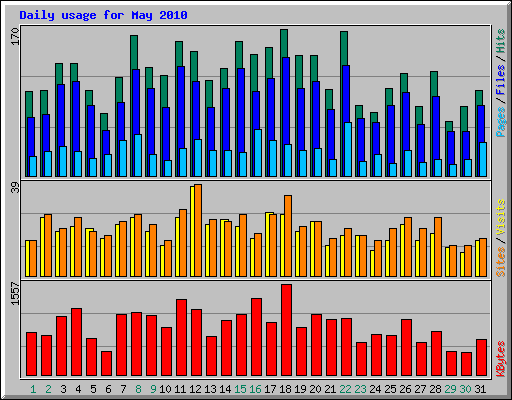 Daily usage for May 2010
170
Pages / Files / Hits
39
Sites / Visits
1557
KBytes
1 2 3 4 5 6 7 8 9 10 11 12 13 14 15 16 17 18 19 20 21 22 23 24 25 26 27 28 29 30 31